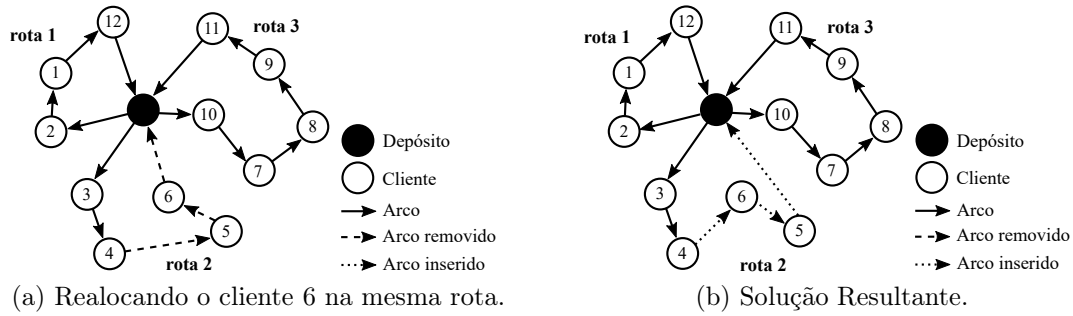 12
11
rota 1
rota 3
1
9
2
10
8
7
3
6
5
4
rota 2
Depósito
Cliente
Arco
Arco removido
Arco inserido
(a) Realocando o cliente 6 na mesma rota.
12
11
rota 1
rota 3
1
9
2
10
8
7
3
6
5
4
rota 2
Depósito
Cliente
Arco
Arco removido
Arco inserido
(b) Solução Resultante.